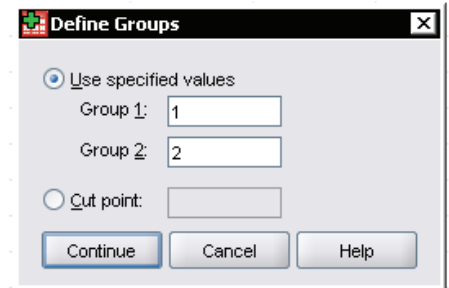 Define Groups
Use specified values
Group 1: 1
Group 2: 2
Cut point:
Continue Cancel Help